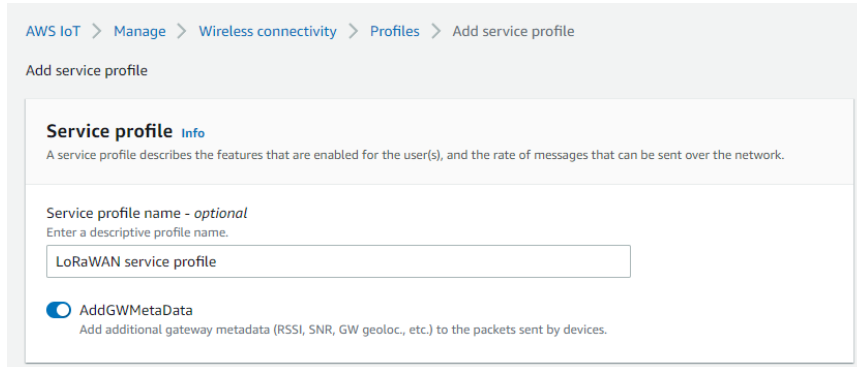 AWS IoT > Manage > Wireless connectivity > Profiles > Add service profile
Add service profile
Service profile Info
A service profile describes the features that are enabled for the user(s), and the rate of messages that can be sent over the network.
Service profile name - optional
Enter a descriptive profile name.
LoRaWAN service profile
AddGWMetaData
Add additional gateway metadata (RSSI, SNR, GW geoloc., etc.) to the packets sent by devices.